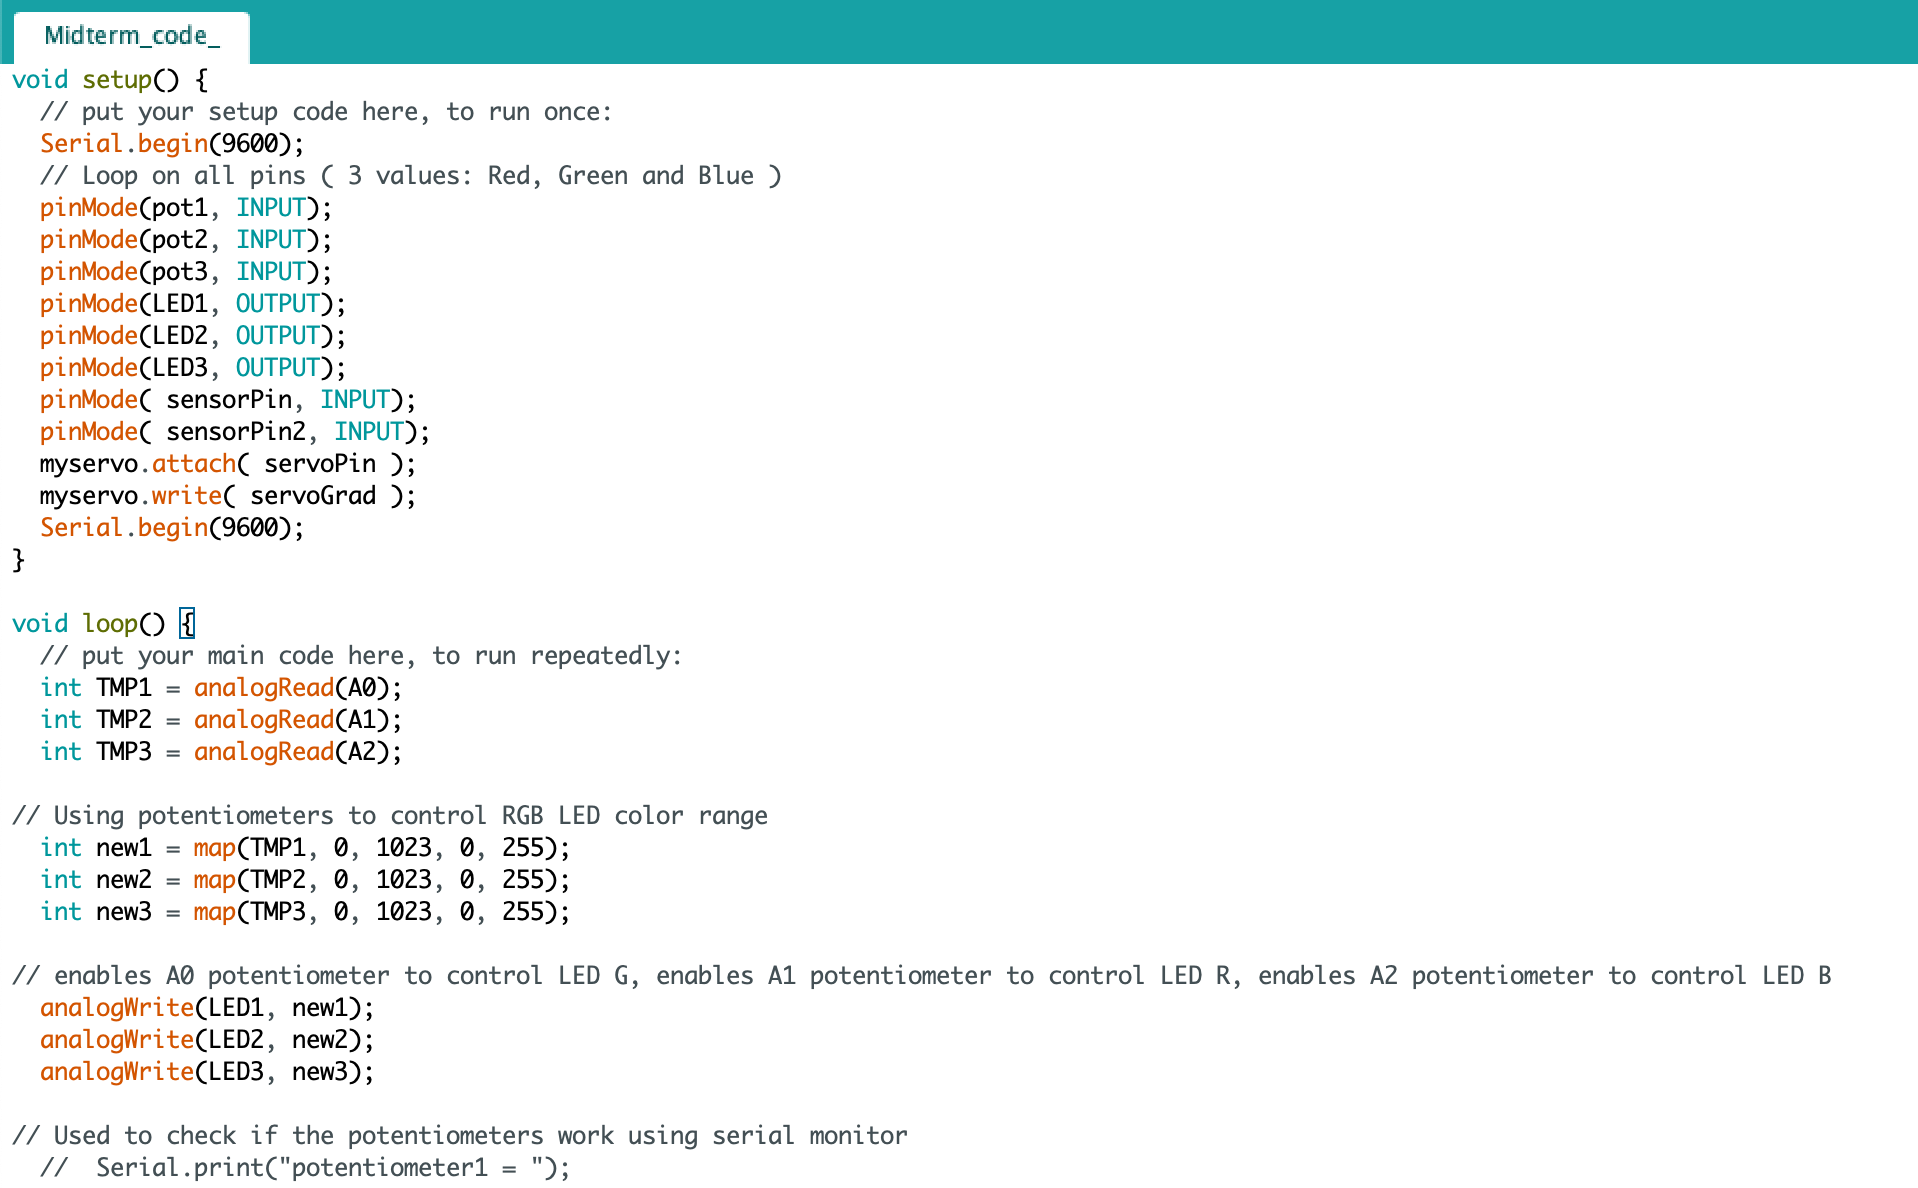 Midterm_code_
void setup() {
  // put your setup code here, to run once:
  Serial.begin(9600);
  // Loop on all pins ( 3 values: Red, Green and Blue )
  pinMode(pot1, INPUT);
  pinMode(pot2, INPUT);
  pinMode(pot3, INPUT);
  pinMode(LED1, OUTPUT);
  pinMode(LED2, OUTPUT);
  pinMode(LED3, OUTPUT);
  pinMode( sensorPin, INPUT);
  pinMode( sensorPin2, INPUT);
  myservo.attach( servoPin );
  myservo.write( servoGrad );
  Serial.begin(9600);
}
void loop() {
  // put your main code here, to run repeatedly:
  int TMP1 = analogRead(A0);
  int TMP2 = analogRead(A1);
  int TMP3 = analogRead(A2);
// Using potentiometers to control RGB LED color range
  int new1 = map(TMP1, 0, 1023, 0, 255);
  int new2 = map(TMP2, 0, 1023, 0, 255);
  int new3 = map(TMP3, 0, 1023, 0, 255);
// enables A0 potentiometer to control LED G, enables A1 potentiometer to control LED R, enables A2 potentiometer to control LED B
  analogWrite(LED1, new1);
  analogWrite(LED2, new2);
  analogWrite(LED3, new3);
// Used to check if the potentiometers work using serial monitor
  //  Serial.print("potentiometer1 = ");